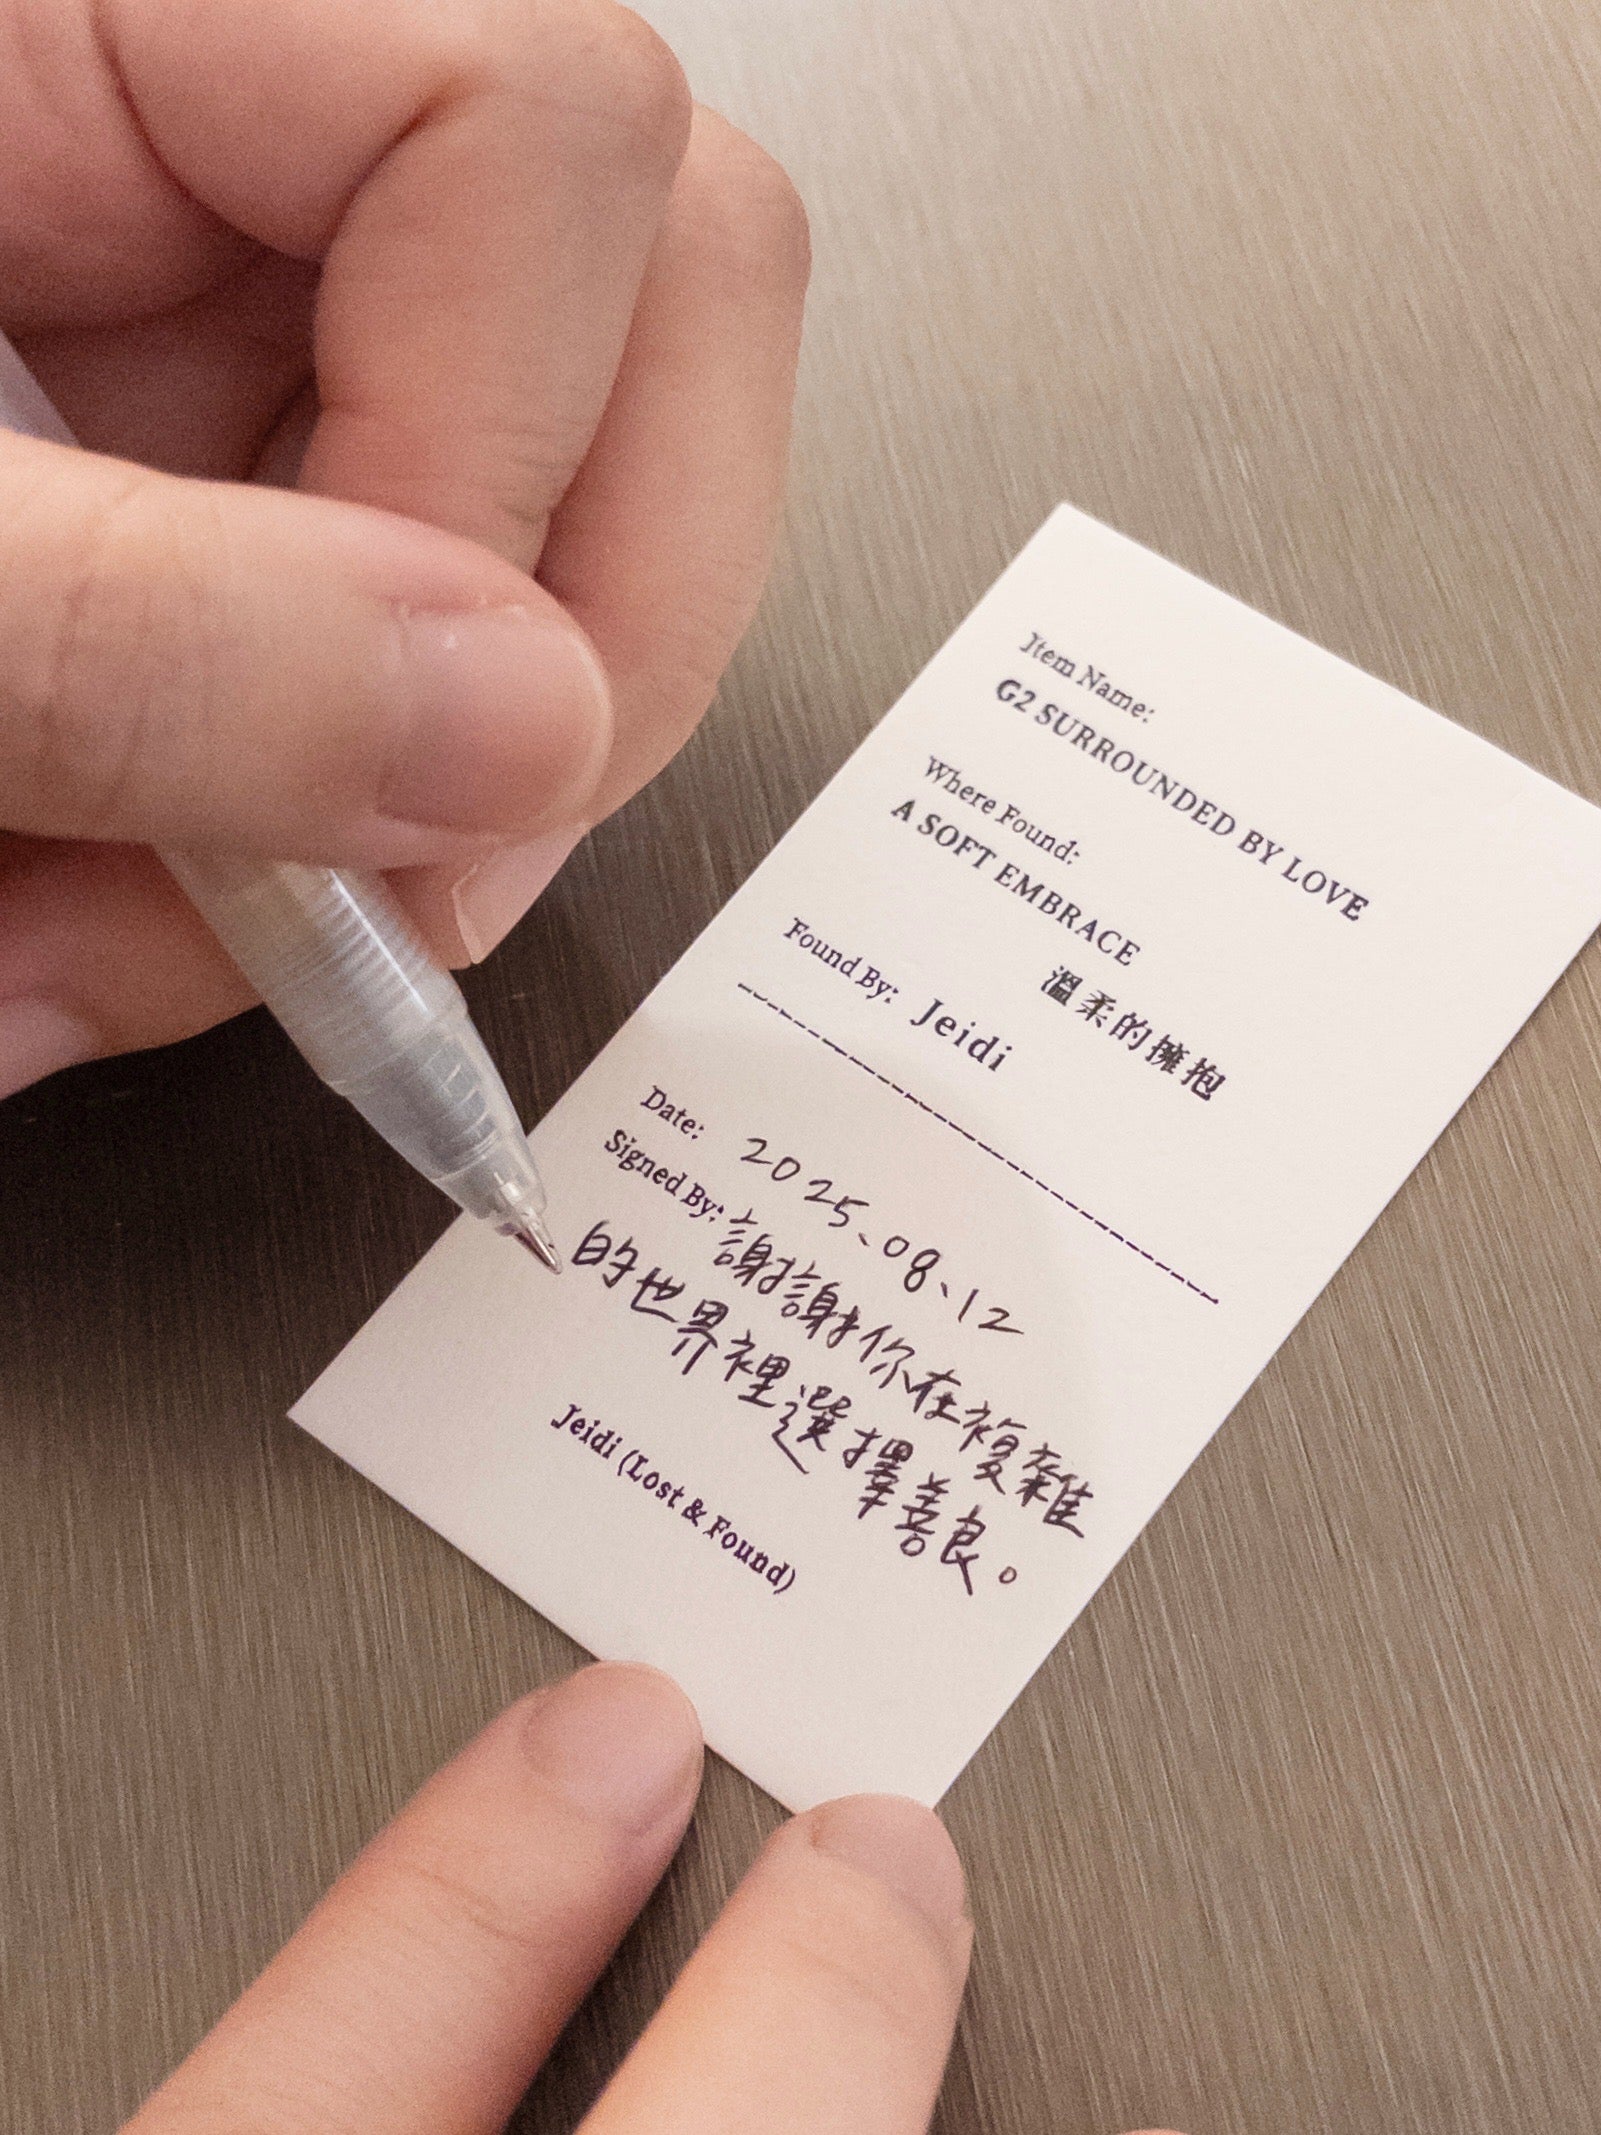 Item Name:
G2 SURROUNDED BY LOVE
Where Found:
A SOFT EMBRACE
溫柔的擁抱
Found By: Jeidi
Date: 2025、08、12
Signed By: 謝謝你在複雜
的世界裡選擇善良。
Jeidi (Lost & Found)